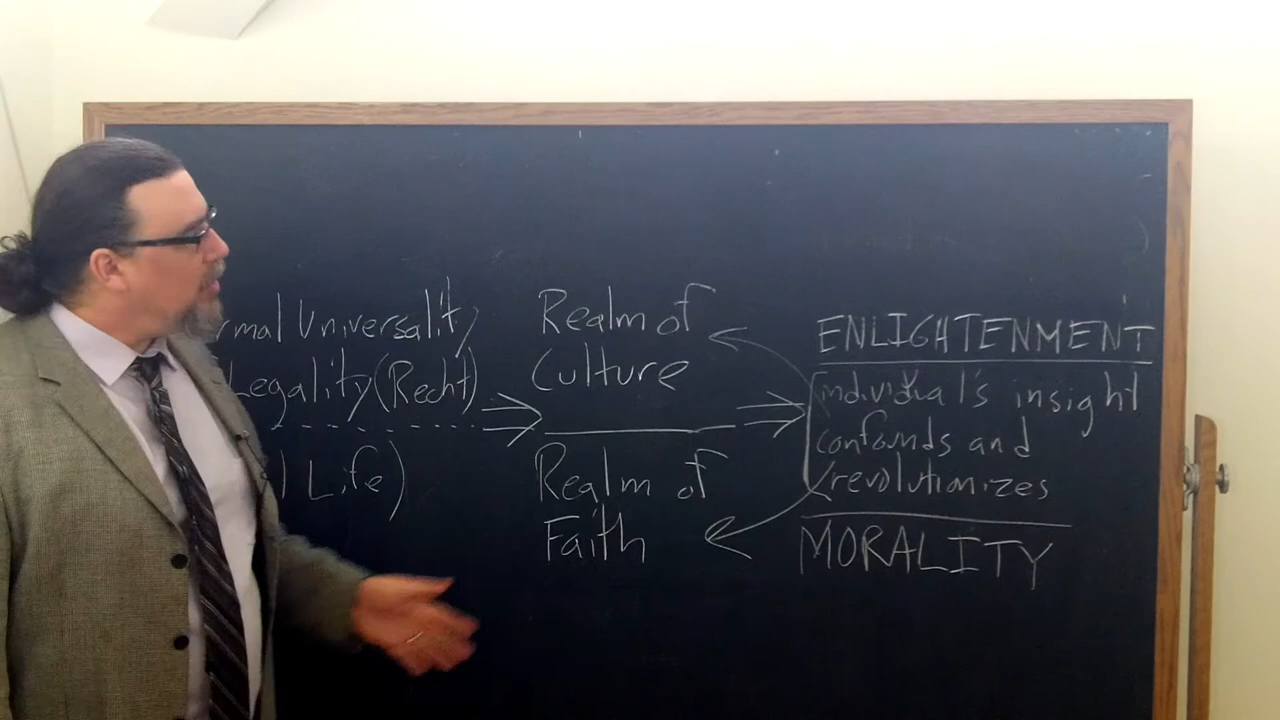 rmal Universality
Legality (Recht)
l Life)
Realm of
Culture
Realm of
Faith
ENLIGHTENMENT
individual's insight
confounds and
revolutionizes
MORALITY